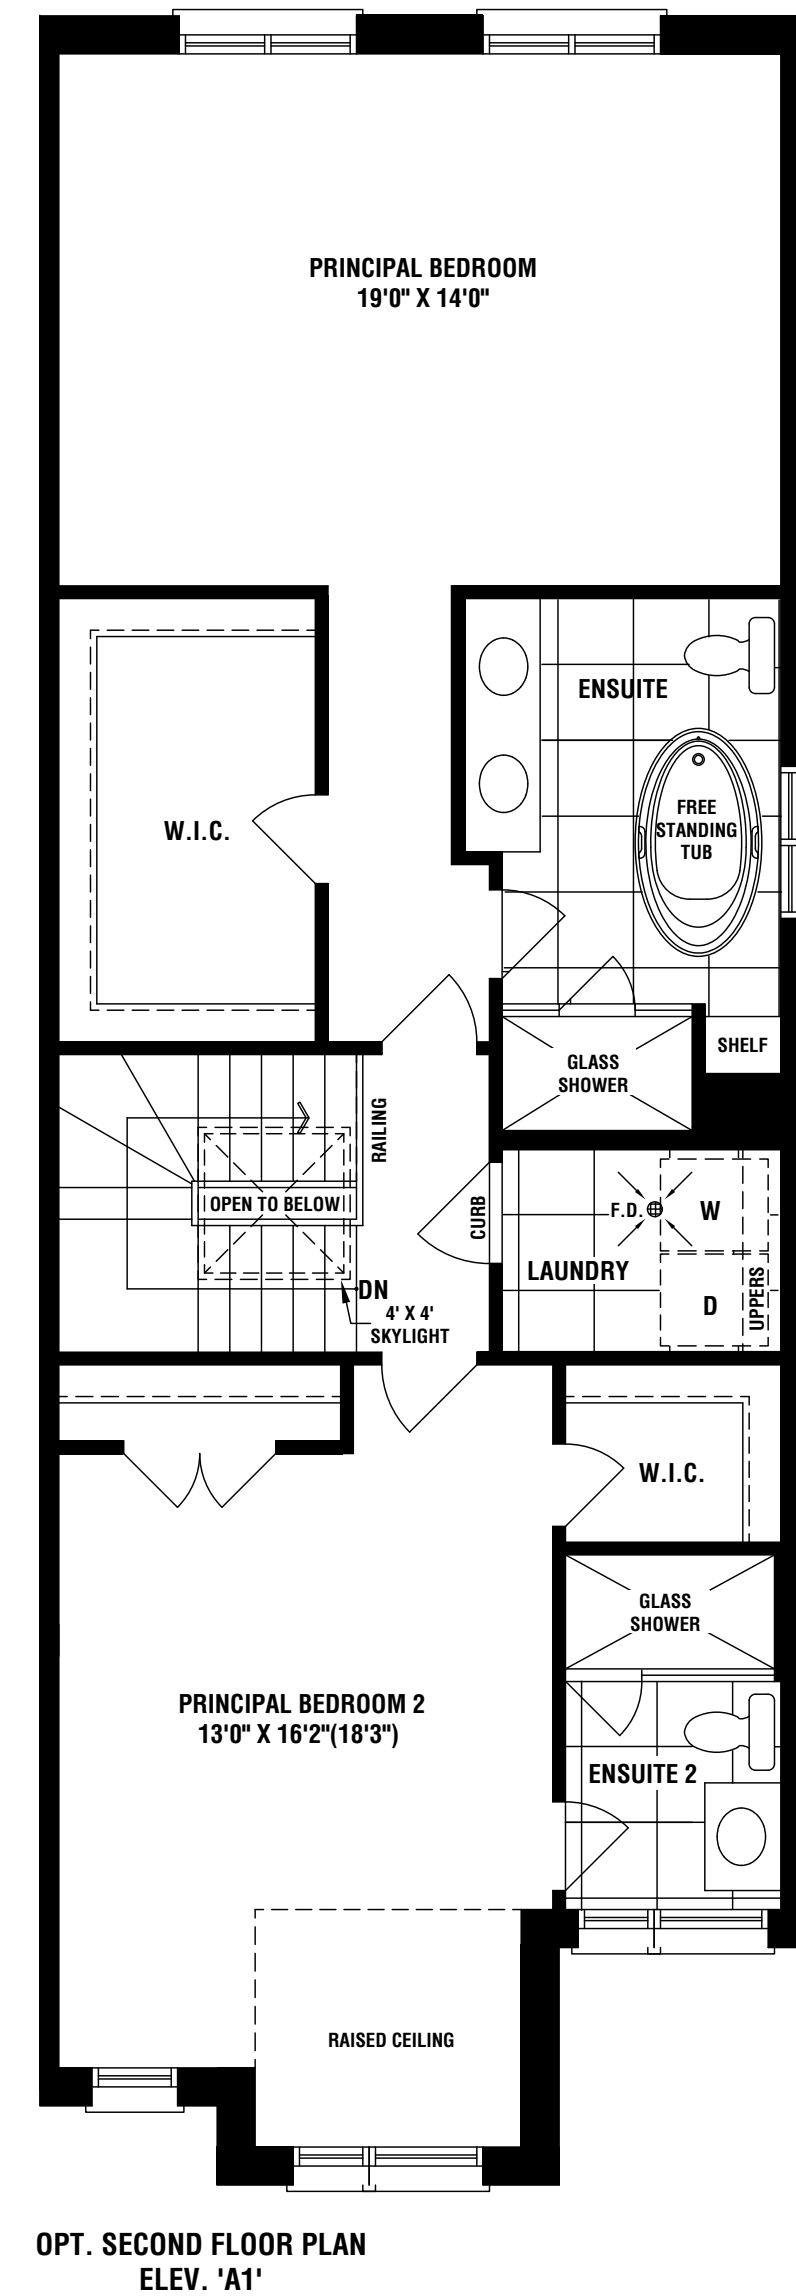 PRINCIPAL BEDROOM
19'0" X 14'0"
ENSUITE
W.I.C.
FREE
STANDING
TUB
SHELF
GLASS
SHOWER
RAILING
OPEN TO BELOW
CURB
F.D.
W
LAUNDRY
D
UPPERS
DN
4' X 4'
SKYLIGHT
W.I.C.
GLASS
SHOWER
PRINCIPAL BEDROOM 2
13'0" X 16'2"(18'3")
ENSUITE 2
RAISED CEILING
OPT. SECOND FLOOR PLAN
ELEV. 'A1'